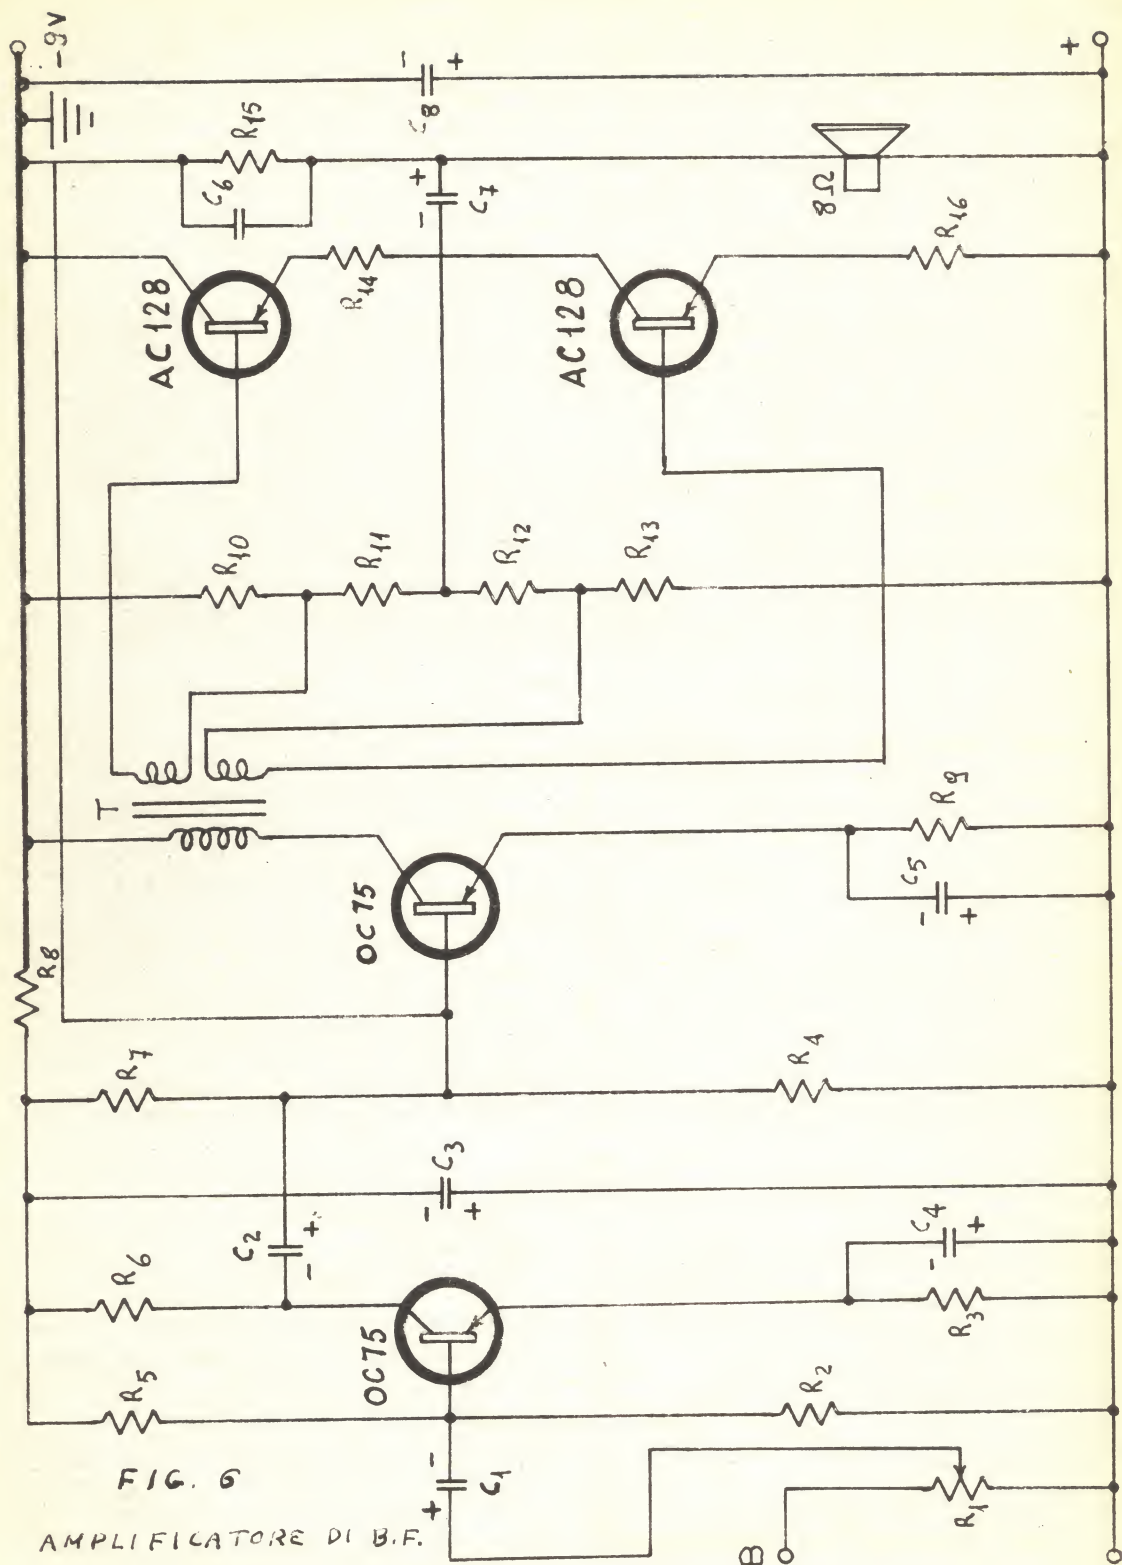 -9V
+
C8
R15
C6
+
-
C7
8Ω
R16
AC128
R14
AC128
R10
R11
R12
R13
T
R9
C5
-
+
OC75
R8
R7
R4
C3
-
+
C2
-
+
R6
C4
-
+
R3
OC75
R5
R2
-
+
C1
R1
B
FIG. 6
AMPLIFICATORE DI B.F.
-
+